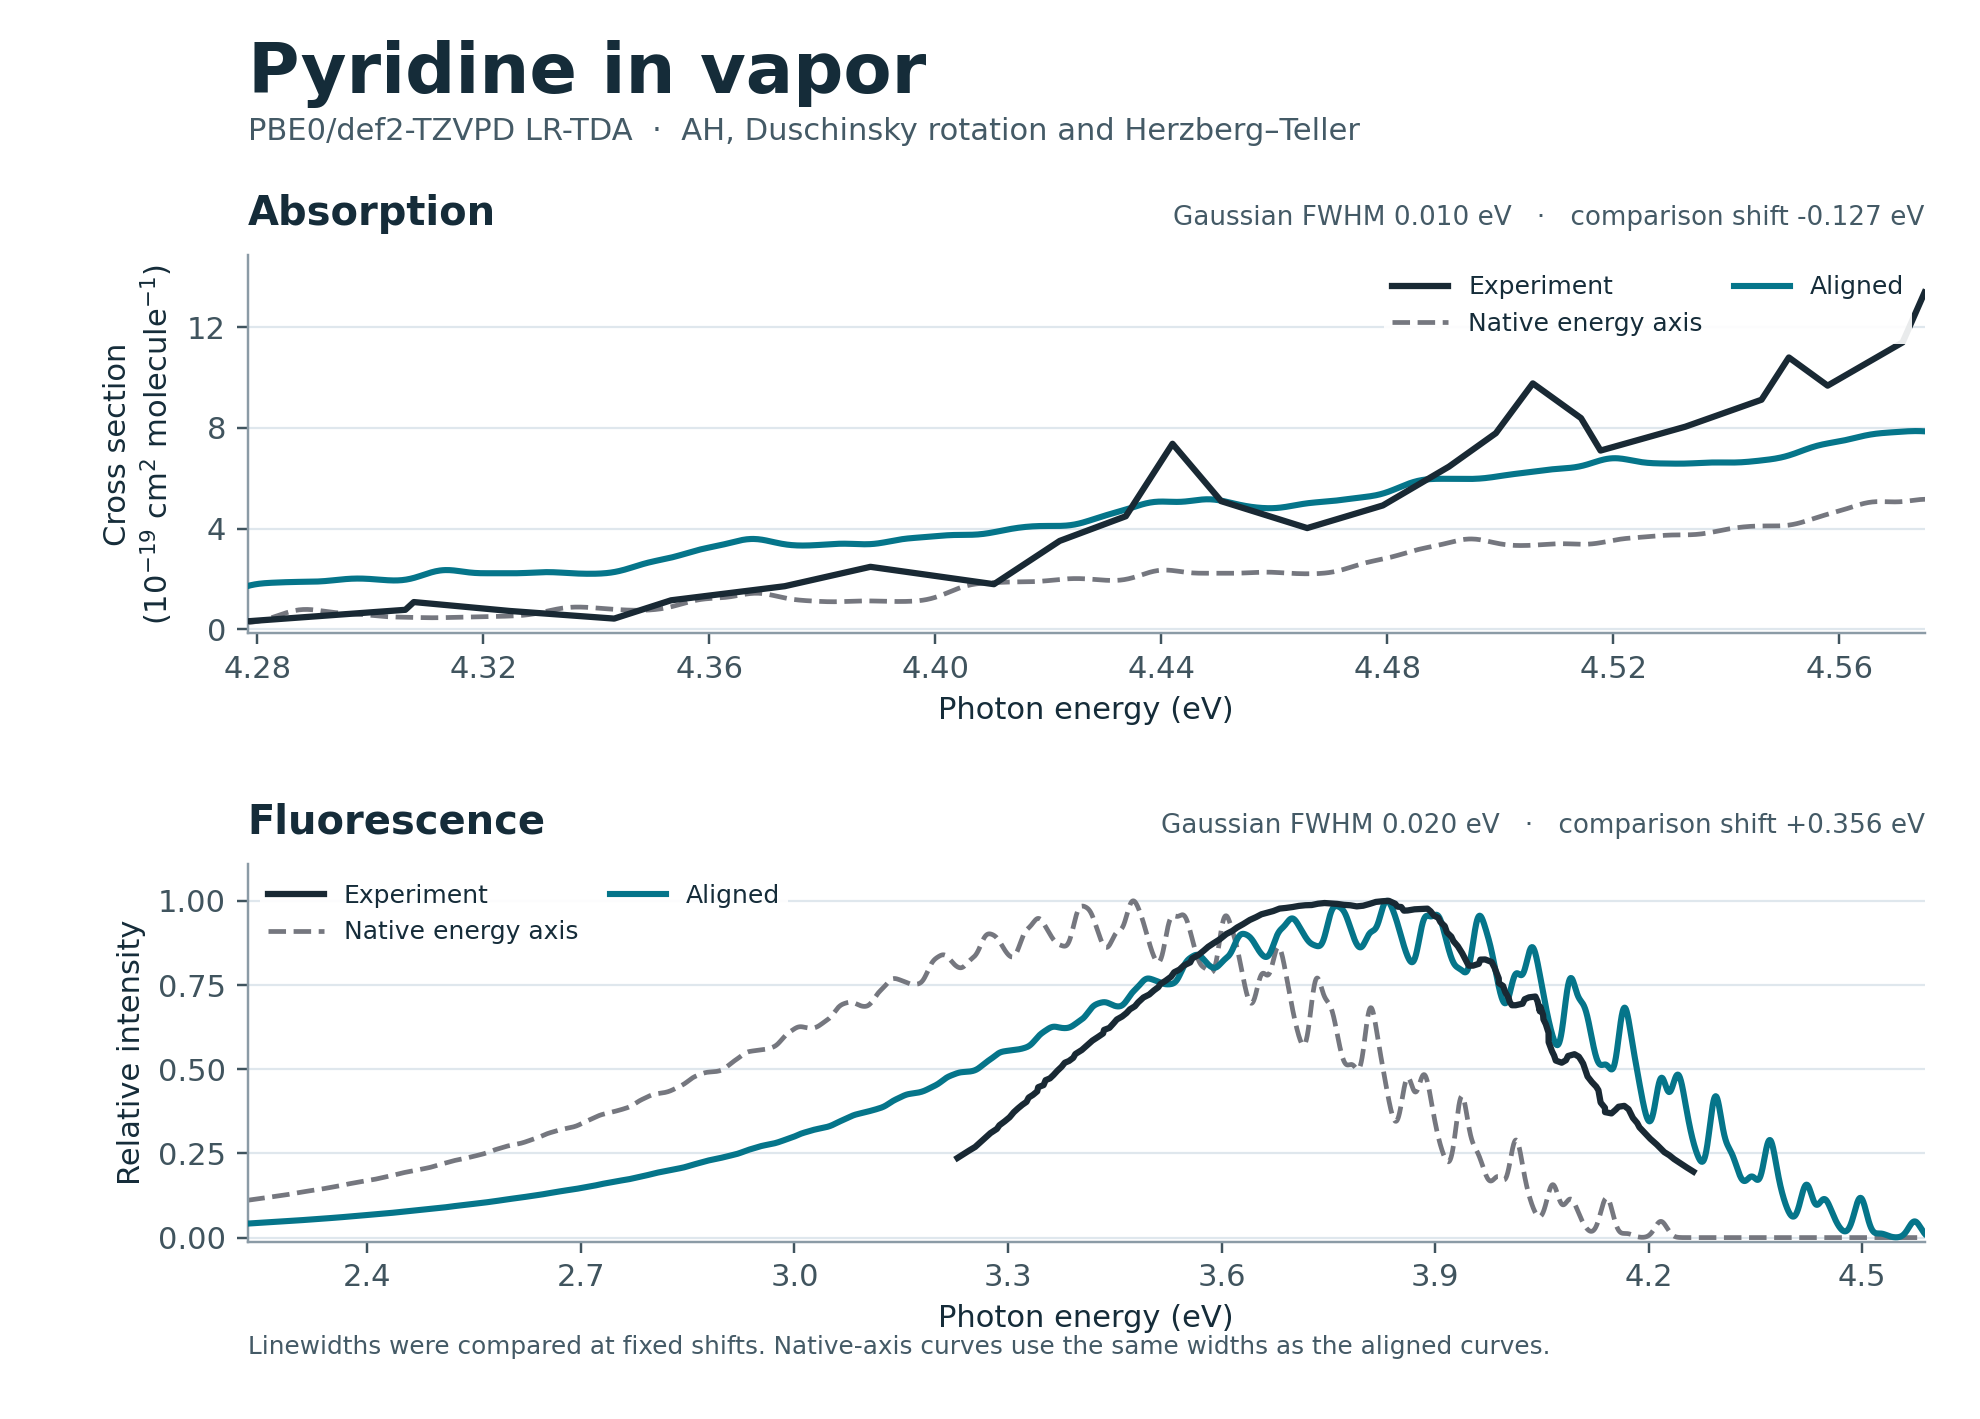 Pyridine in vapor
PBE0/def2-TZVPD LR-TDA · AH, Duschinsky rotation and Herzberg–Teller
Absorption
Gaussian FWHM 0.010 eV · comparison shift -0.127 eV
Experiment
Aligned
Native energy axis
Cross section
(10⁻¹⁹ cm² molecule⁻¹)
12
8
4
0
4.28 4.32 4.36 4.40 4.44 4.48 4.52 4.56
Photon energy (eV)
Fluorescence
Gaussian FWHM 0.020 eV · comparison shift +0.356 eV
Experiment
Aligned
Native energy axis
Relative intensity
1.00
0.75
0.50
0.25
0.00
2.4 2.7 3.0 3.3 3.6 3.9 4.2 4.5
Photon energy (eV)
Linewidths were compared at fixed shifts. Native-axis curves use the same widths as the aligned curves.